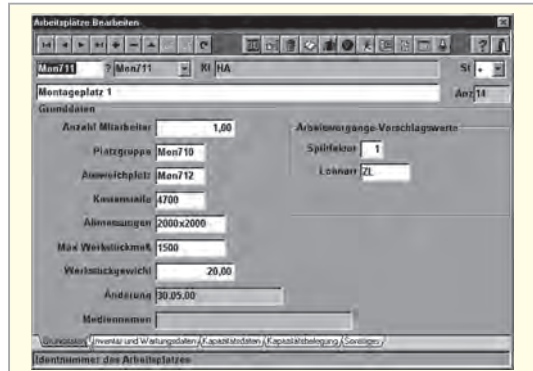 Arbeitsplätze Bearbeiten
Mon711 ? Mon711 Kl HA St
Montageplatz 1 Anz 14
Grunddaten
Anzahl Mitarbeiter 1,00
Arbeitsvorgänge-Vorschlagswerte
Platzgruppe Mon710
Splitfaktor 1
Ausweichplatz Mon712
Lohnart ZL
Kostenstelle 4700
Abmessungen 2000x2000
Max Werkstückmaß 1500
Werkstückgewicht 20,00
Änderung 30.05.00
Mediennamen
Grunddaten Inventar und Wartungsdaten Kapazitätsdaten Kapazitätsbelegung Sonstiges
Identnummer des Arbeitsplatzes